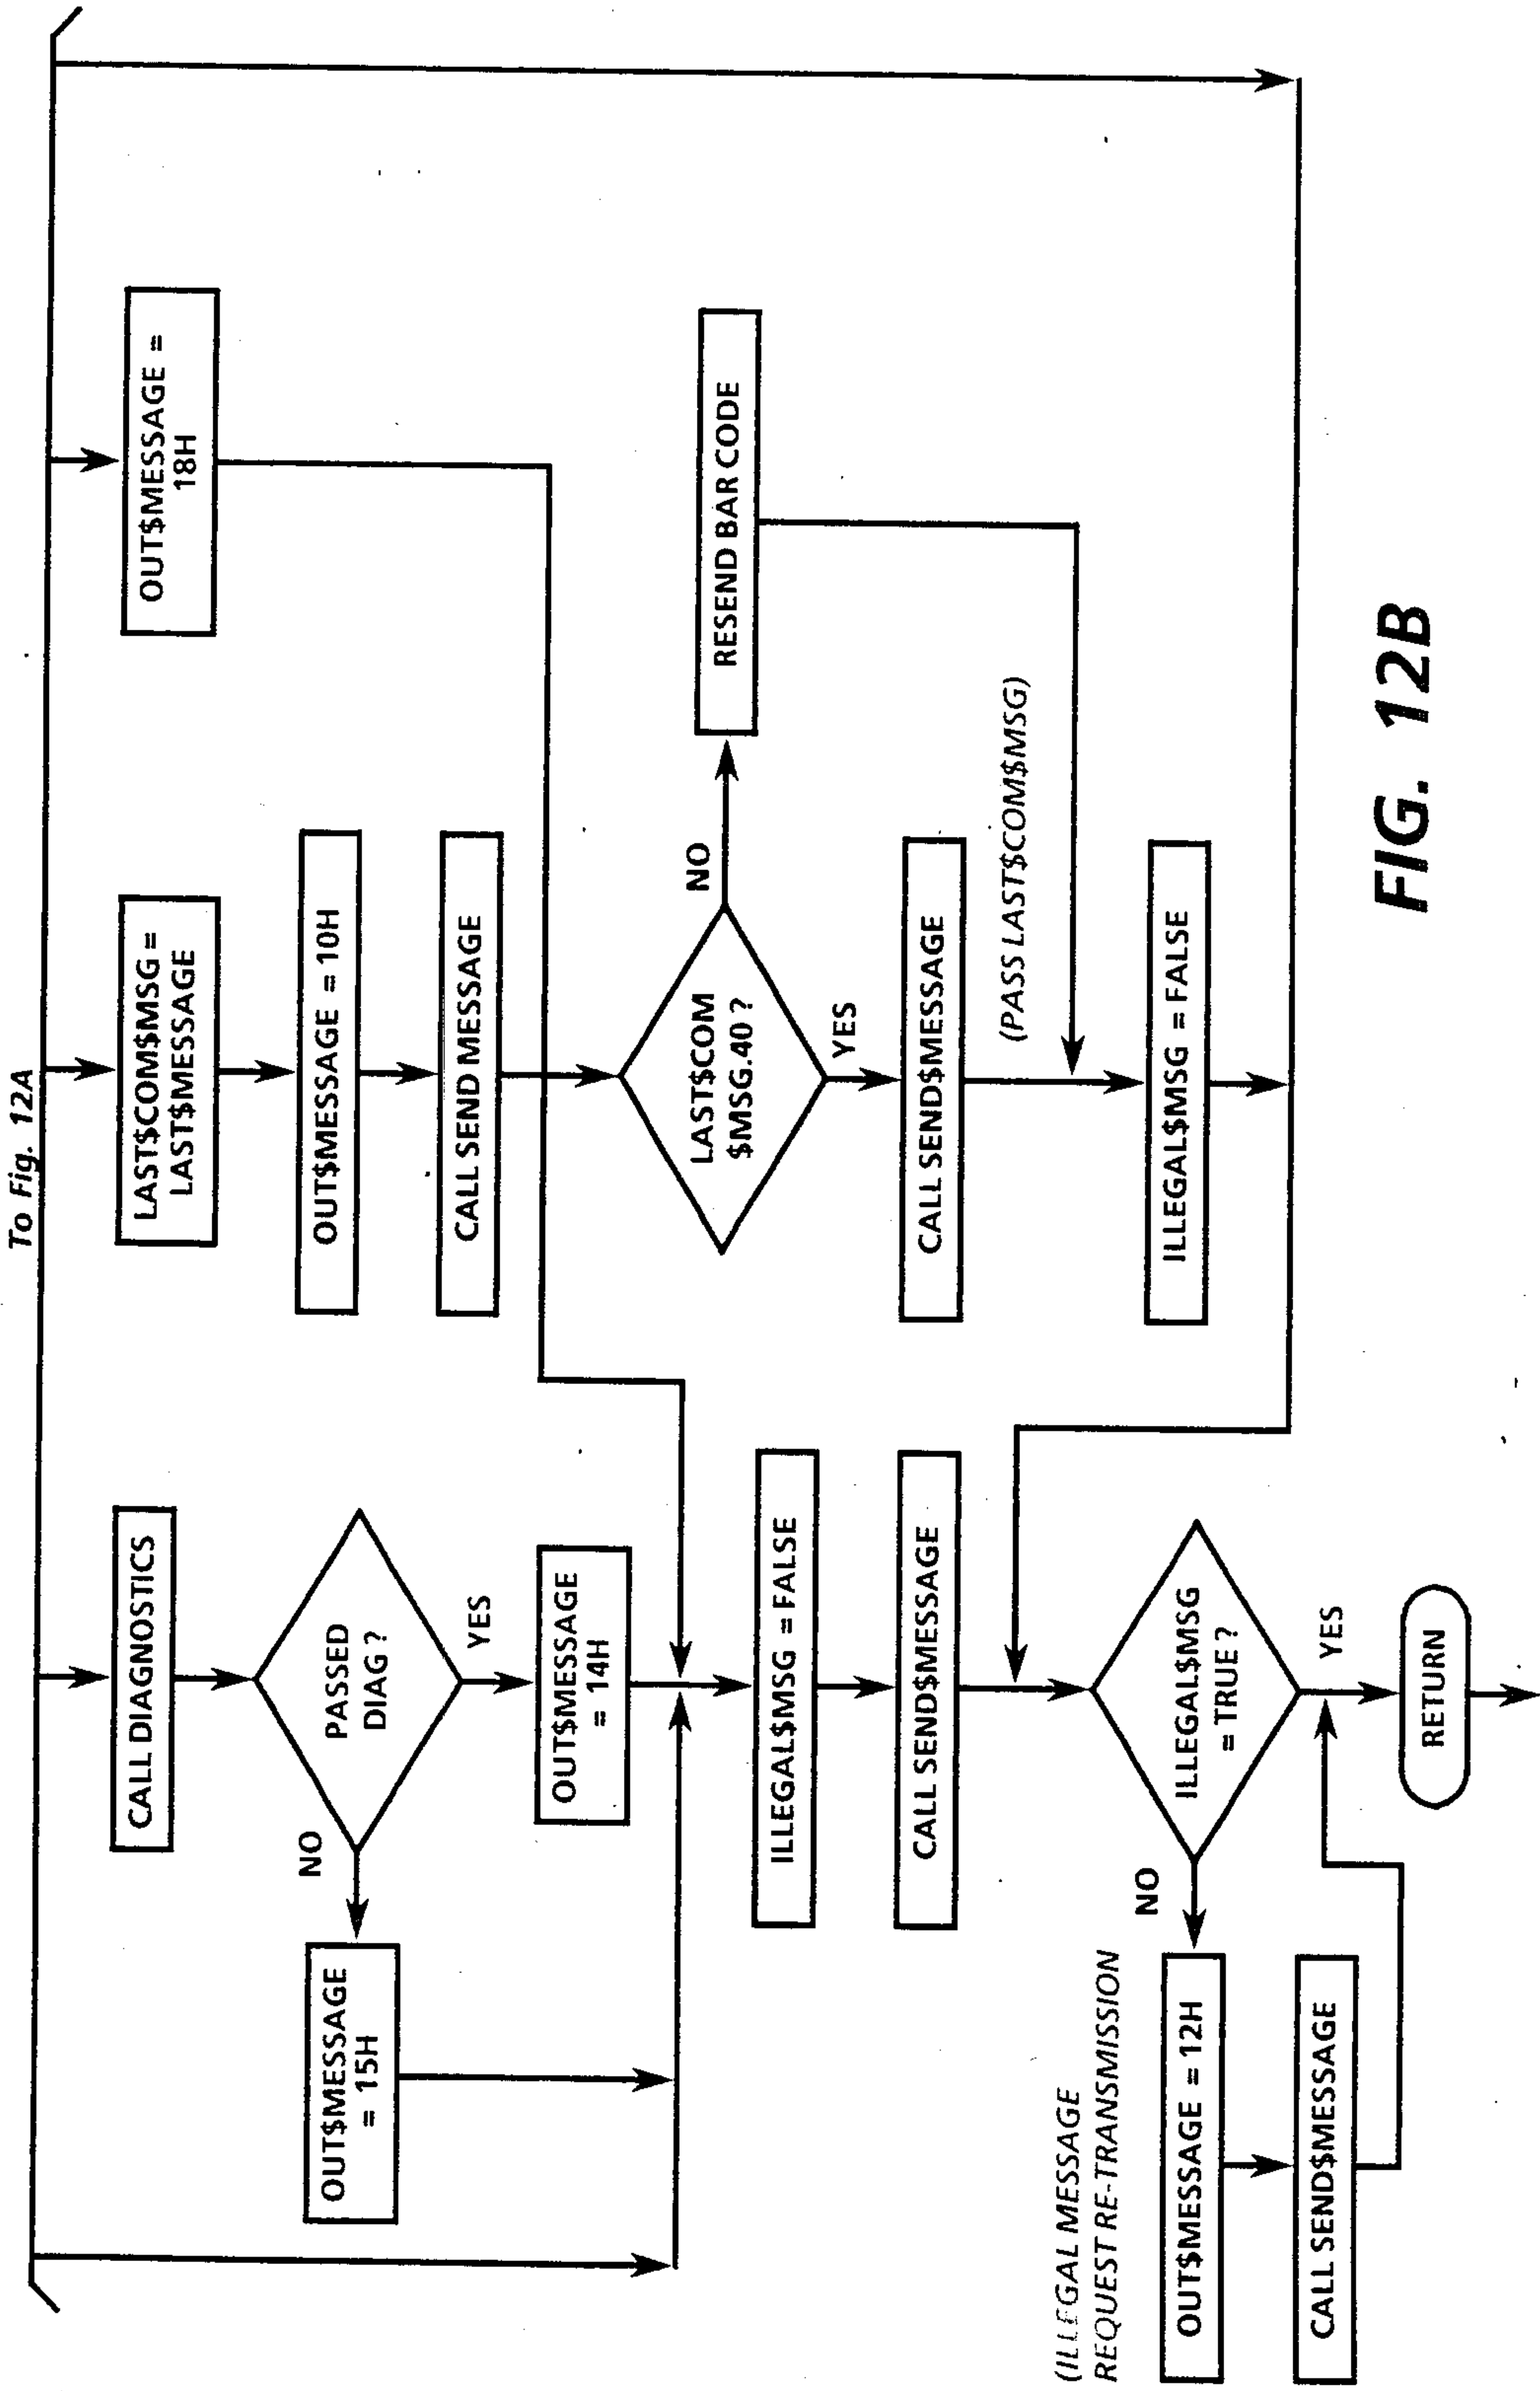 To Fig. 12A
CALL DIAGNOSTICS
PASSED
DIAG ?
NO
YES
OUT$MESSAGE
= 15H
OUT$MESSAGE
= 14H
LAST$COM$MSG =
LAST$MESSAGE
OUT$MESSAGE = 10H
CALL SEND MESSAGE
OUT$MESSAGE =
18H
LAST$COM
$MSG.40 ?
NO
YES
RESEND BAR CODE
CALL SEND$MESSAGE
(PASS LAST$COM$MSG)
ILLEGAL$MSG = FALSE
ILLEGAL$MSG = FALSE
CALL SEND$MESSAGE
ILLEGAL$MSG
= TRUE ?
NO
YES
(ILLEGAL MESSAGE
REQUEST RE-TRANSMISSION
OUT$MESSAGE = 12H
CALL SEND$MESSAGE
RETURN
FIG. 12B